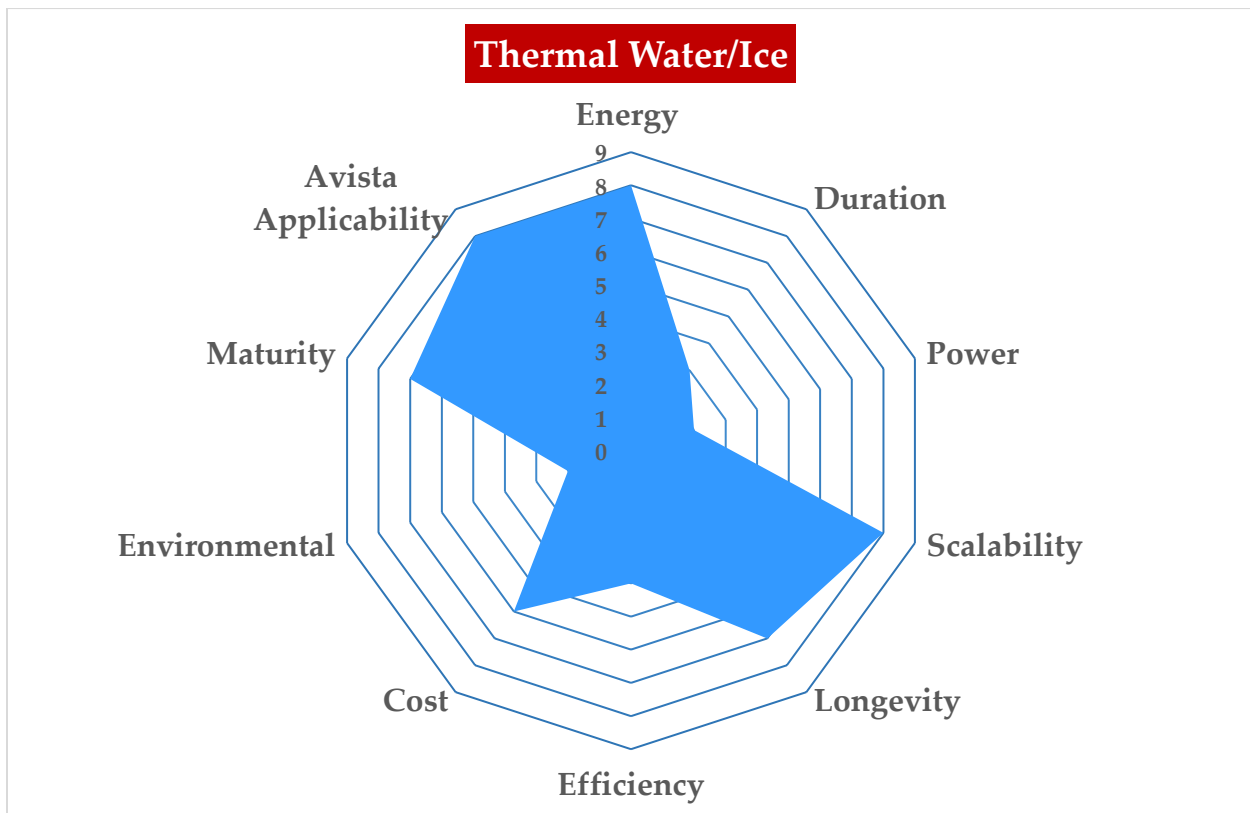 Thermal Water/Ice
Energy
Duration
Power
Scalability
Longevity
Efficiency
Cost
Environmental
Maturity
Avista
Applicability
9
8
7
6
5
4
3
2
1
0